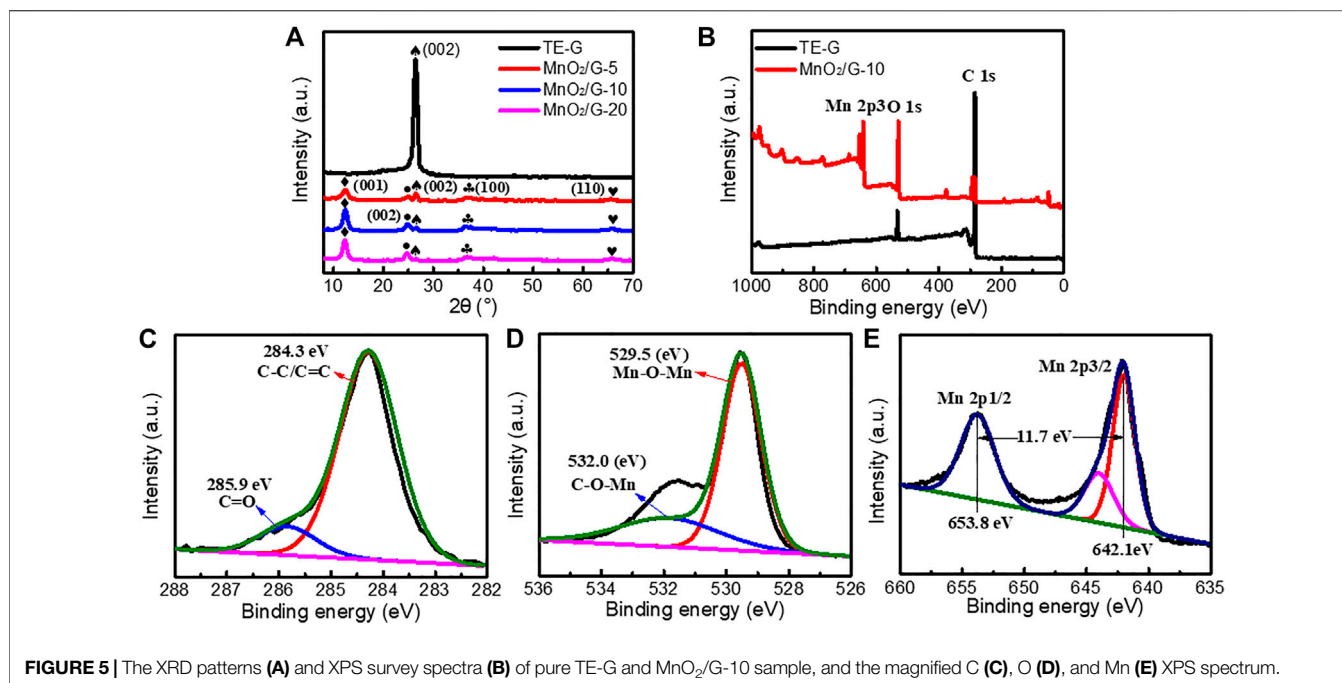 A
♠(002)
TE-G
MnO₂/G-5
MnO₂/G-10
MnO₂/G-20
♦ (001) ● ♠(002) ♣(100) (110) ♥
♦ (002) ● ♠ ♣ ♥
♦ ● ♠ ♣ ♥
10 20 30 40 50 60 70
2θ (°)
Intensity (a.u.)
B
TE-G
MnO₂/G-10
C 1s
Mn 2p3 O 1s
1000 800 600 400 200 0
Binding energy (eV)
Intensity (a.u.)
C
284.3 eV
C-C/C=C
285.9 eV
C=O
288 287 286 285 284 283 282
Binding energy (eV)
Intensity (a.u.)
D
529.5 (eV)
Mn-O-Mn
532.0 (eV)
C-O-Mn
536 534 532 530 528 526
Binding energy (eV)
Intensity (a.u.)
E
Mn 2p3/2
Mn 2p1/2
11.7 eV
653.8 eV
642.1eV
660 655 650 645 640 635
Binding energy (eV)
Intensity (a.u.)
FIGURE 5 | The XRD patterns (A) and XPS survey spectra (B) of pure TE-G and MnO₂/G-10 sample, and the magnified C (C), O (D), and Mn (E) XPS spectrum.